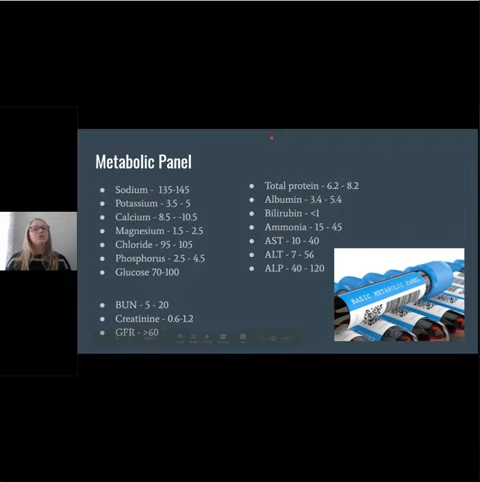 Metabolic Panel
● Sodium - 135-145
● Potassium - 3.5 - 5
● Calcium - 8.5 - -10.5
● Magnesium - 1.5 - 2.5
● Chloride - 95 - 105
● Phosphorus - 2.5 - 4.5
● Glucose 70-100
● BUN - 5 - 20
● Creatinine - 0.6-1.2
● GFR - >60
● Total protein - 6.2 - 8.2
● Albumin - 3.4 - 5.4
● Bilirubin - <1
● Ammonia - 15 - 45
● AST - 10 - 40
● ALT - 7 - 56
● ALP - 40 - 120
BASIC METABOLIC PANEL